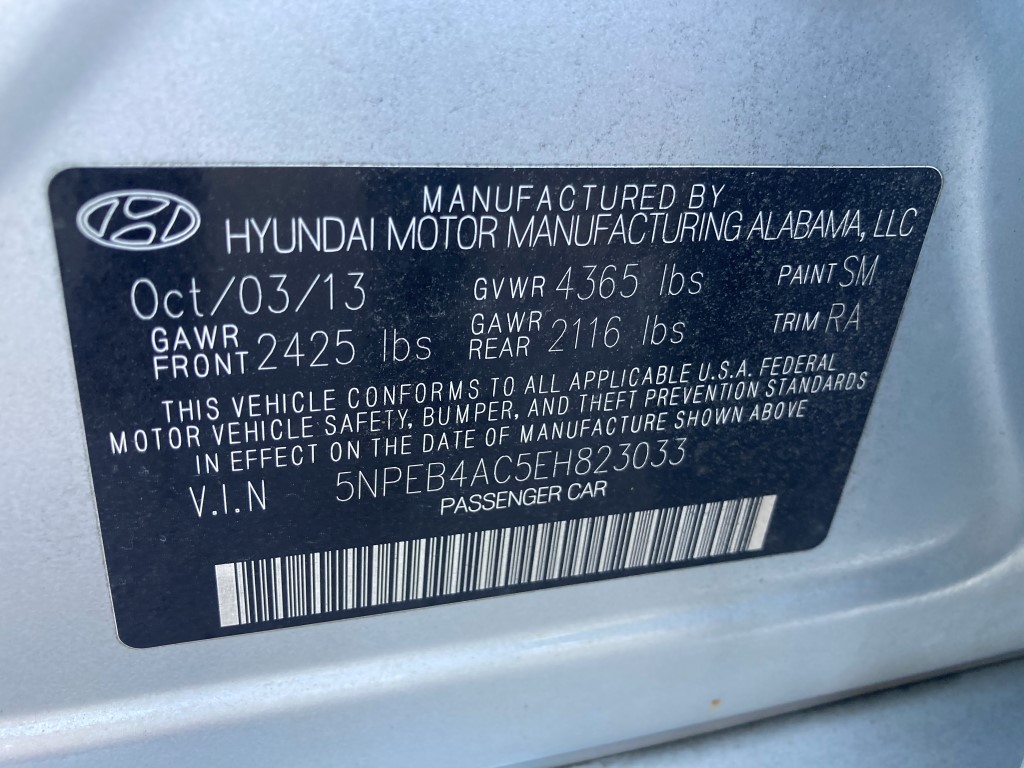 MANUFACTURED BY
HYUNDAI MOTOR MANUFACTURING ALABAMA, LLC
Oct/03/13 GVWR 4365 lbs PAINT SM
GAWR FRONT 2425 lbs GAWR REAR 2116 lbs TRIM RA
THIS VEHICLE CONFORMS TO ALL APPLICABLE U.S.A. FEDERAL
MOTOR VEHICLE SAFETY, BUMPER, AND THEFT PREVENTION STANDARDS
IN EFFECT ON THE DATE OF MANUFACTURE SHOWN ABOVE
V.I.N 5NPEB4AC5EH823033
PASSENGER CAR